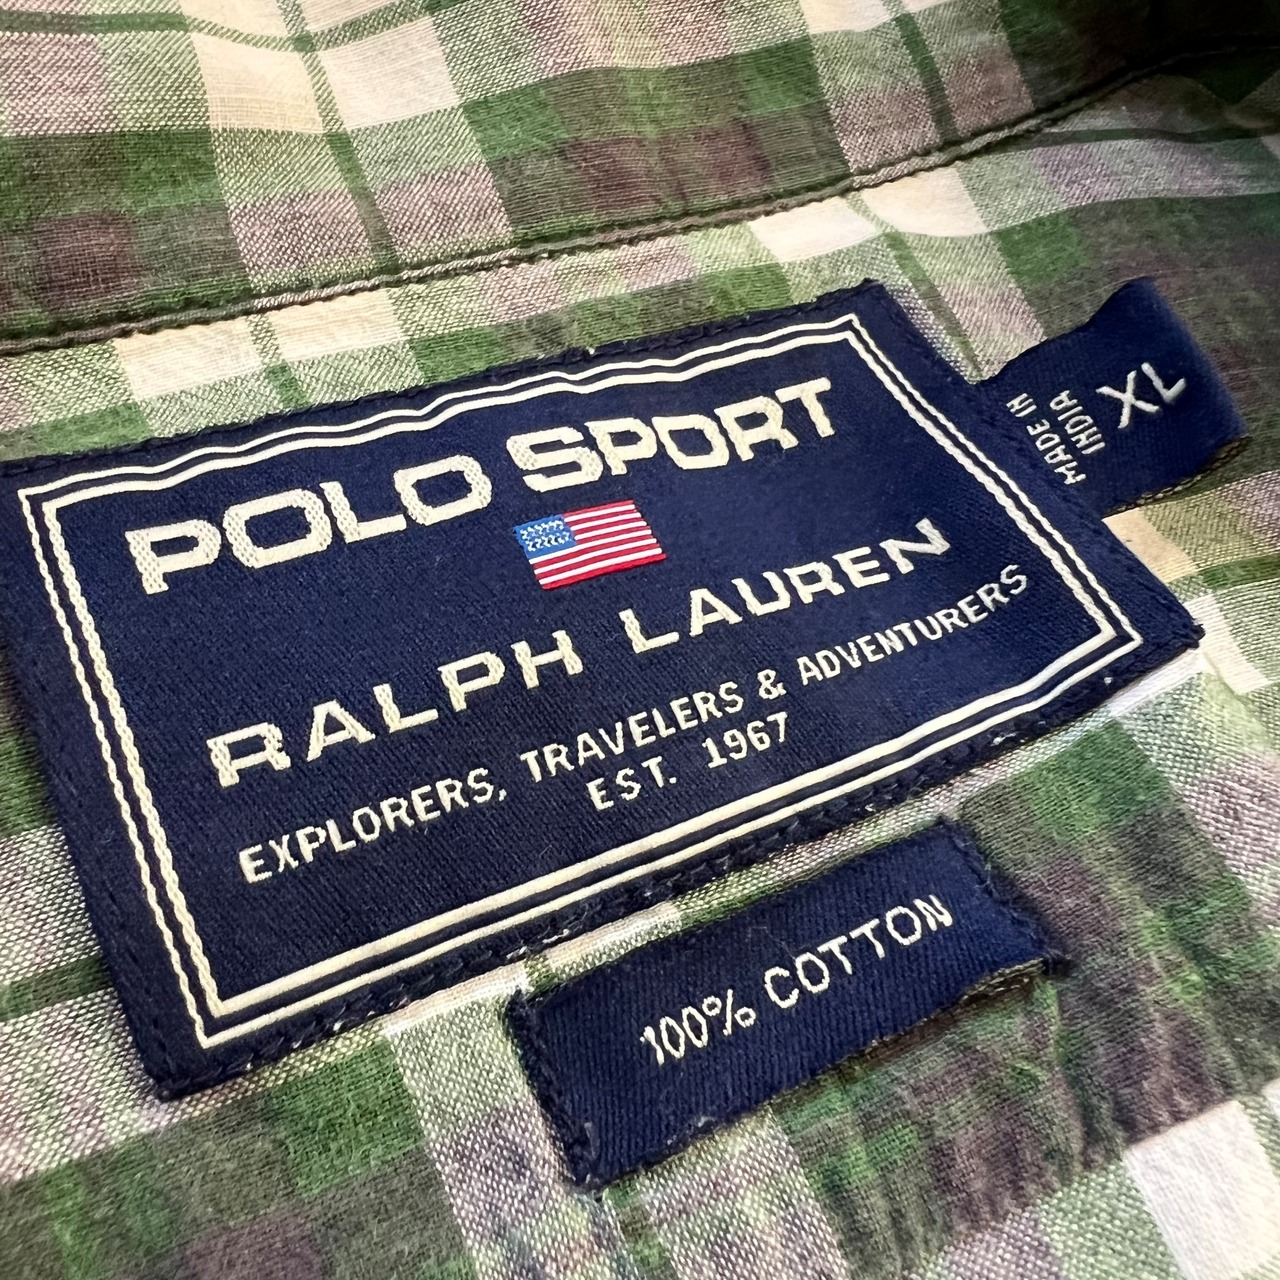 POLO SPORT
RALPH LAUREN
EXPLORERS, TRAVELERS & ADVENTURERS
EST. 1967
MADE IN
INDIA
XL
100% COTTON